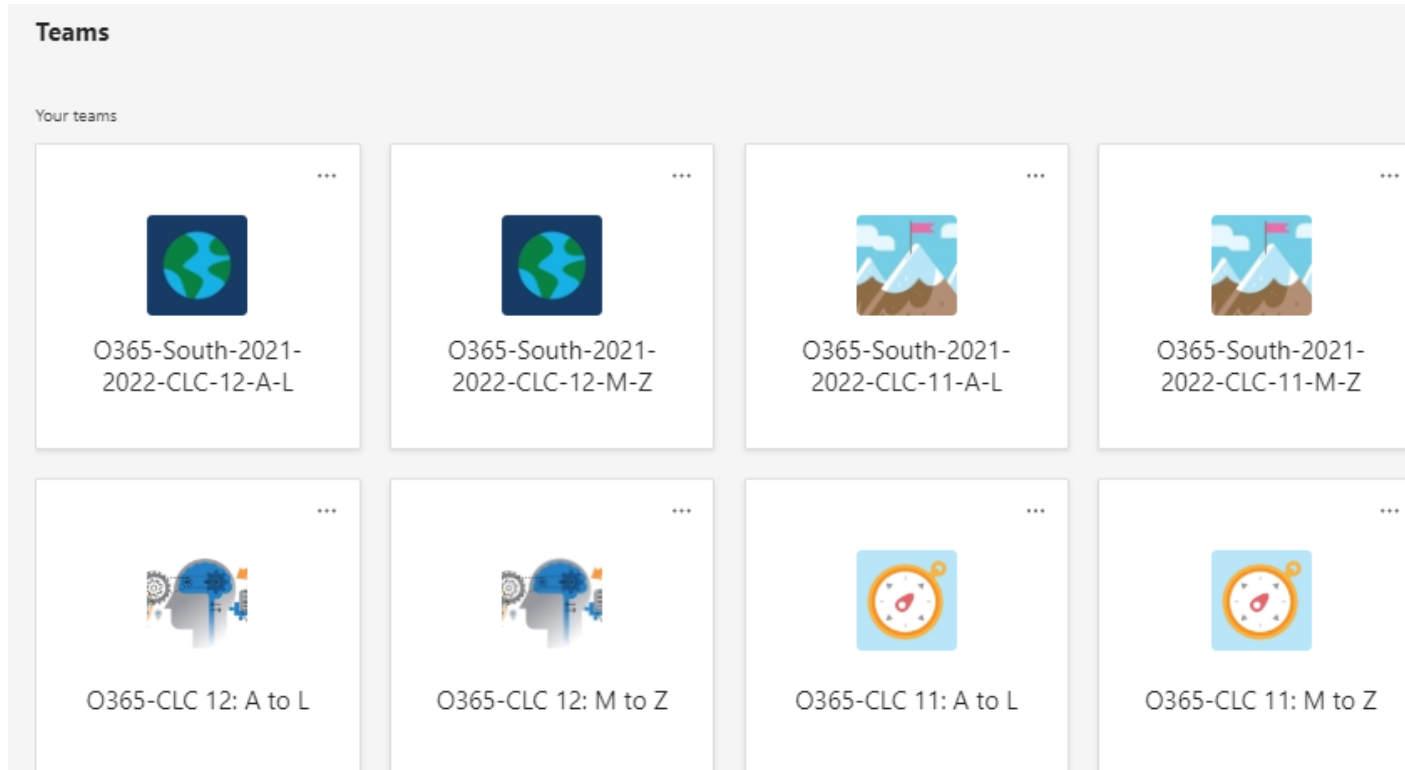 Teams
Your teams
O365-South-2021-
2022-CLC-12-A-L
O365-South-2021-
2022-CLC-12-M-Z
O365-South-2021-
2022-CLC-11-A-L
O365-South-2021-
2022-CLC-11-M-Z
O365-CLC 12: A to L
O365-CLC 12: M to Z
O365-CLC 11: A to L
O365-CLC 11: M to Z